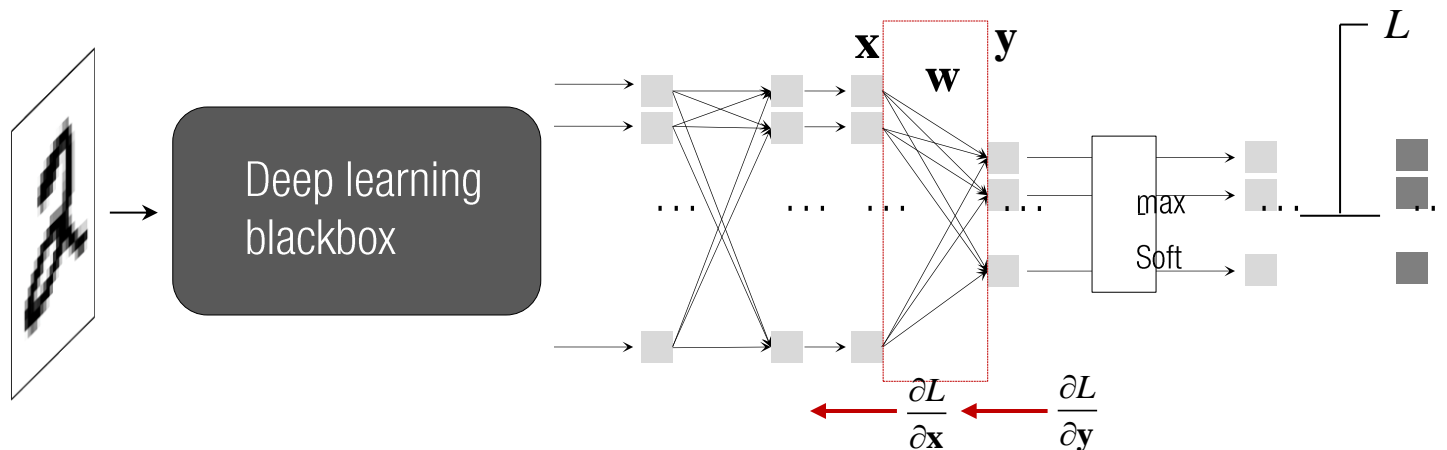 L
x
y
w
Deep learning
blackbox
... ... ... ... ... ...
max
Soft
∂L
∂x
∂L
∂y